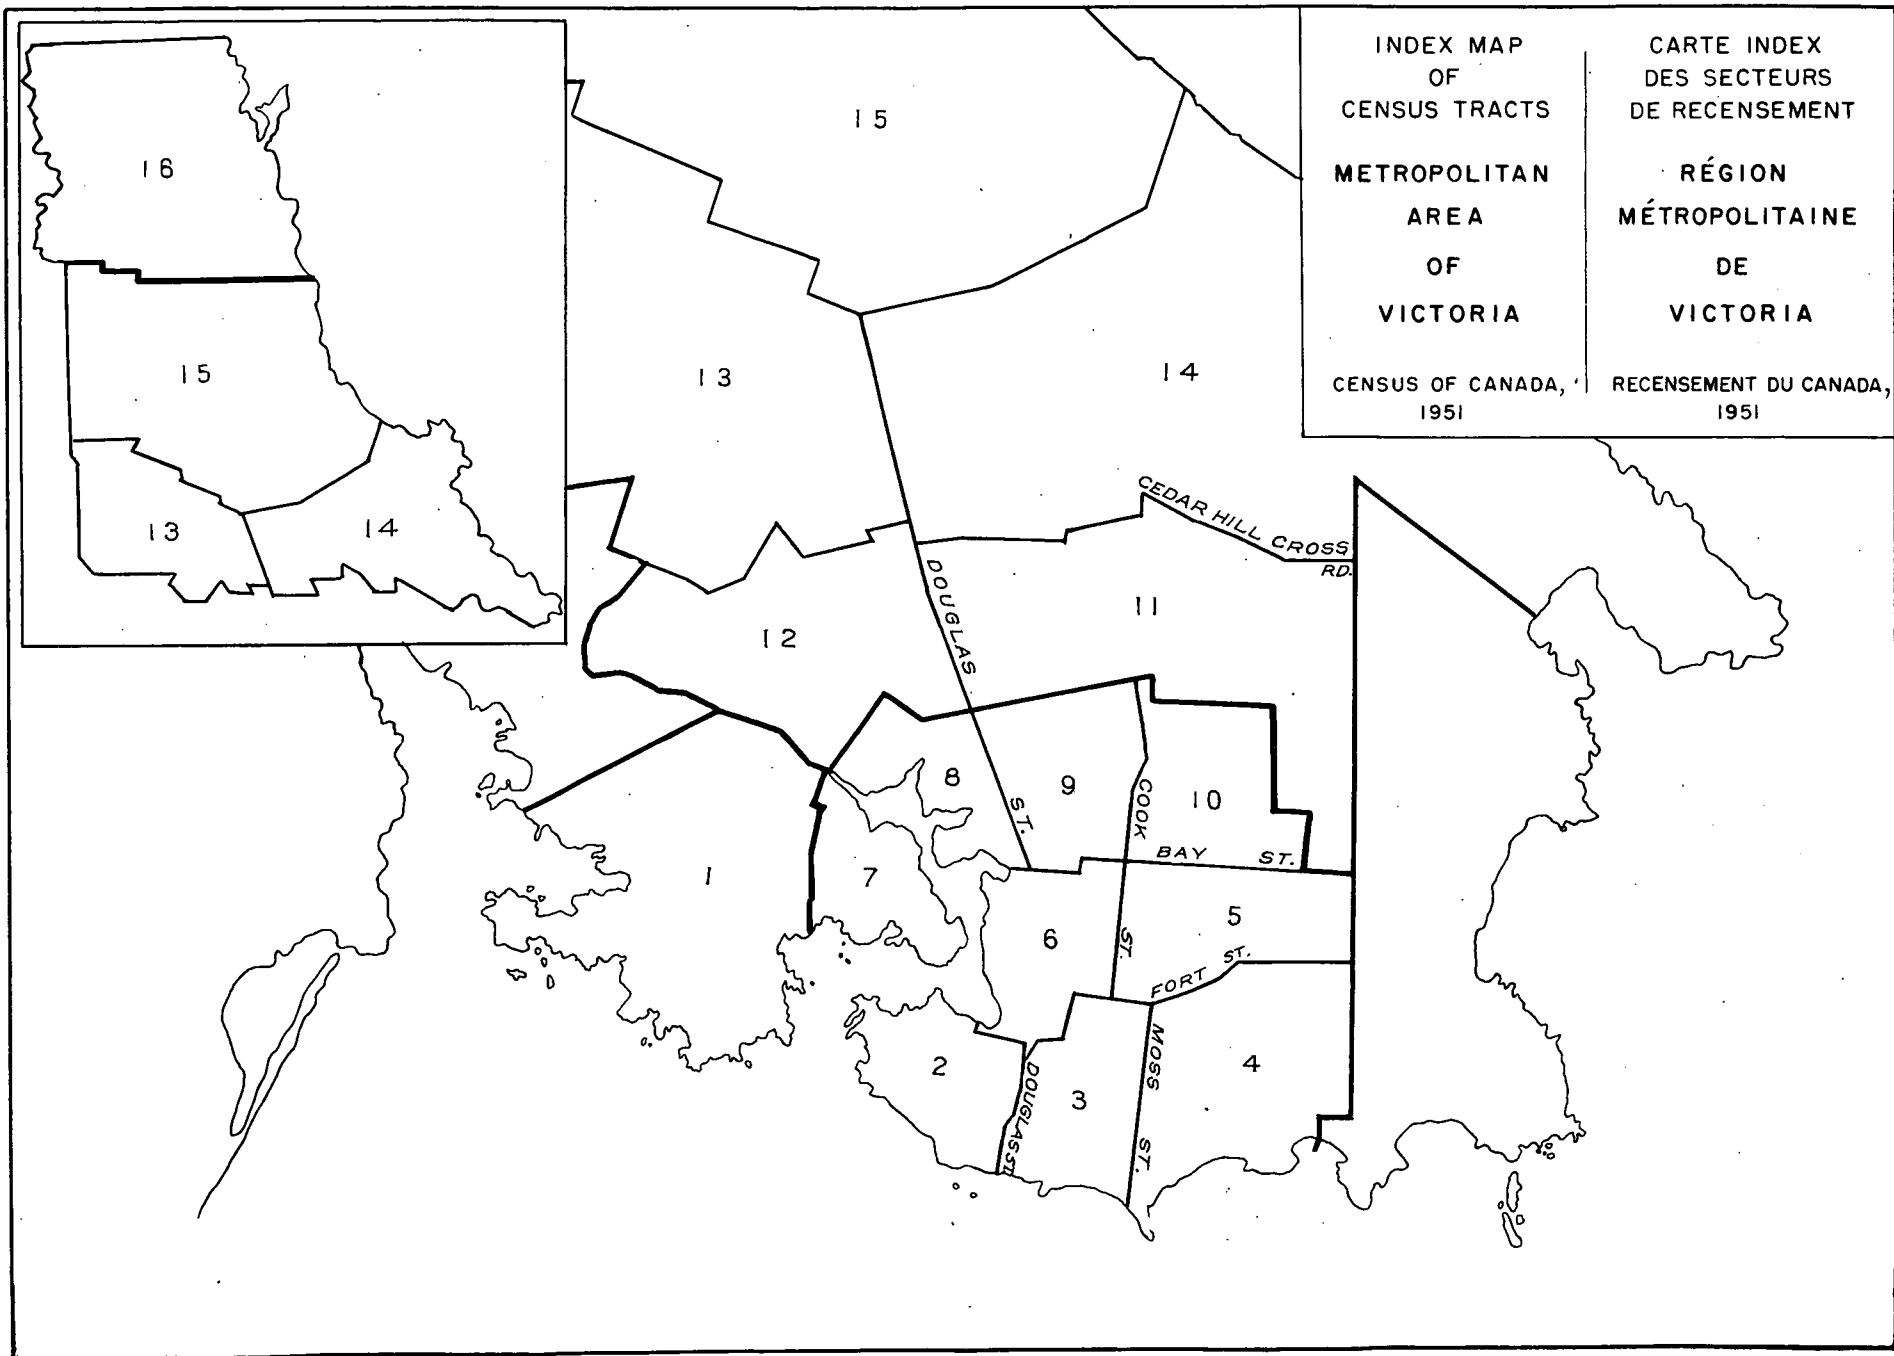 INDEX MAP
OF
CENSUS TRACTS
METROPOLITAN
AREA
OF
VICTORIA
CENSUS OF CANADA,
1951
CARTE INDEX
DES SECTEURS
DE RECENSEMENT
RÉGION
MÉTROPOLITAINE
DE
VICTORIA
RECENSEMENT DU CANADA,
1951
16
15
13
14
15
13
14
CEDAR HILL CROSS
RD.
DOUGLAS
ST.
11
12
8
9
COOK
ST.
10
BAY ST.
1
7
6
5
FORT ST.
2
DOUGLAS ST.
3
MOSS
ST.
4